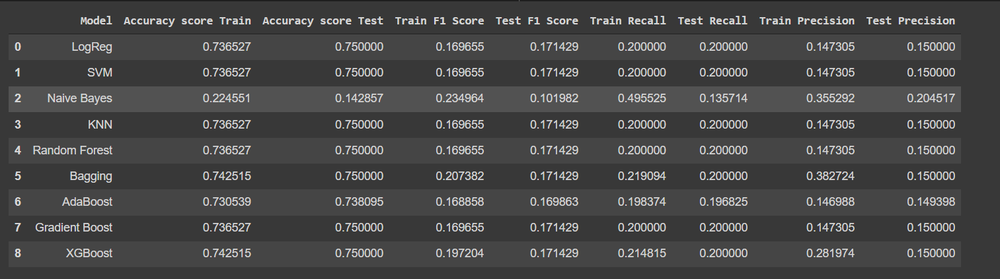 Model Accuracy score Train Accuracy score Test Train F1 Score Test F1 Score Train Recall Test Recall Train Precision Test Precision
0 LogReg 0.736527 0.750000 0.169655 0.171429 0.200000 0.200000 0.147305 0.150000
1 SVM 0.736527 0.750000 0.169655 0.171429 0.200000 0.200000 0.147305 0.150000
2 Naive Bayes 0.224551 0.142857 0.234964 0.101982 0.495525 0.135714 0.355292 0.204517
3 KNN 0.736527 0.750000 0.169655 0.171429 0.200000 0.200000 0.147305 0.150000
4 Random Forest 0.736527 0.750000 0.169655 0.171429 0.200000 0.200000 0.147305 0.150000
5 Bagging 0.742515 0.750000 0.207382 0.171429 0.219094 0.200000 0.382724 0.150000
6 AdaBoost 0.730539 0.738095 0.168858 0.169863 0.198374 0.196825 0.146988 0.149398
7 Gradient Boost 0.736527 0.750000 0.169655 0.171429 0.200000 0.200000 0.147305 0.150000
8 XGBoost 0.742515 0.750000 0.197204 0.171429 0.214815 0.200000 0.281974 0.150000